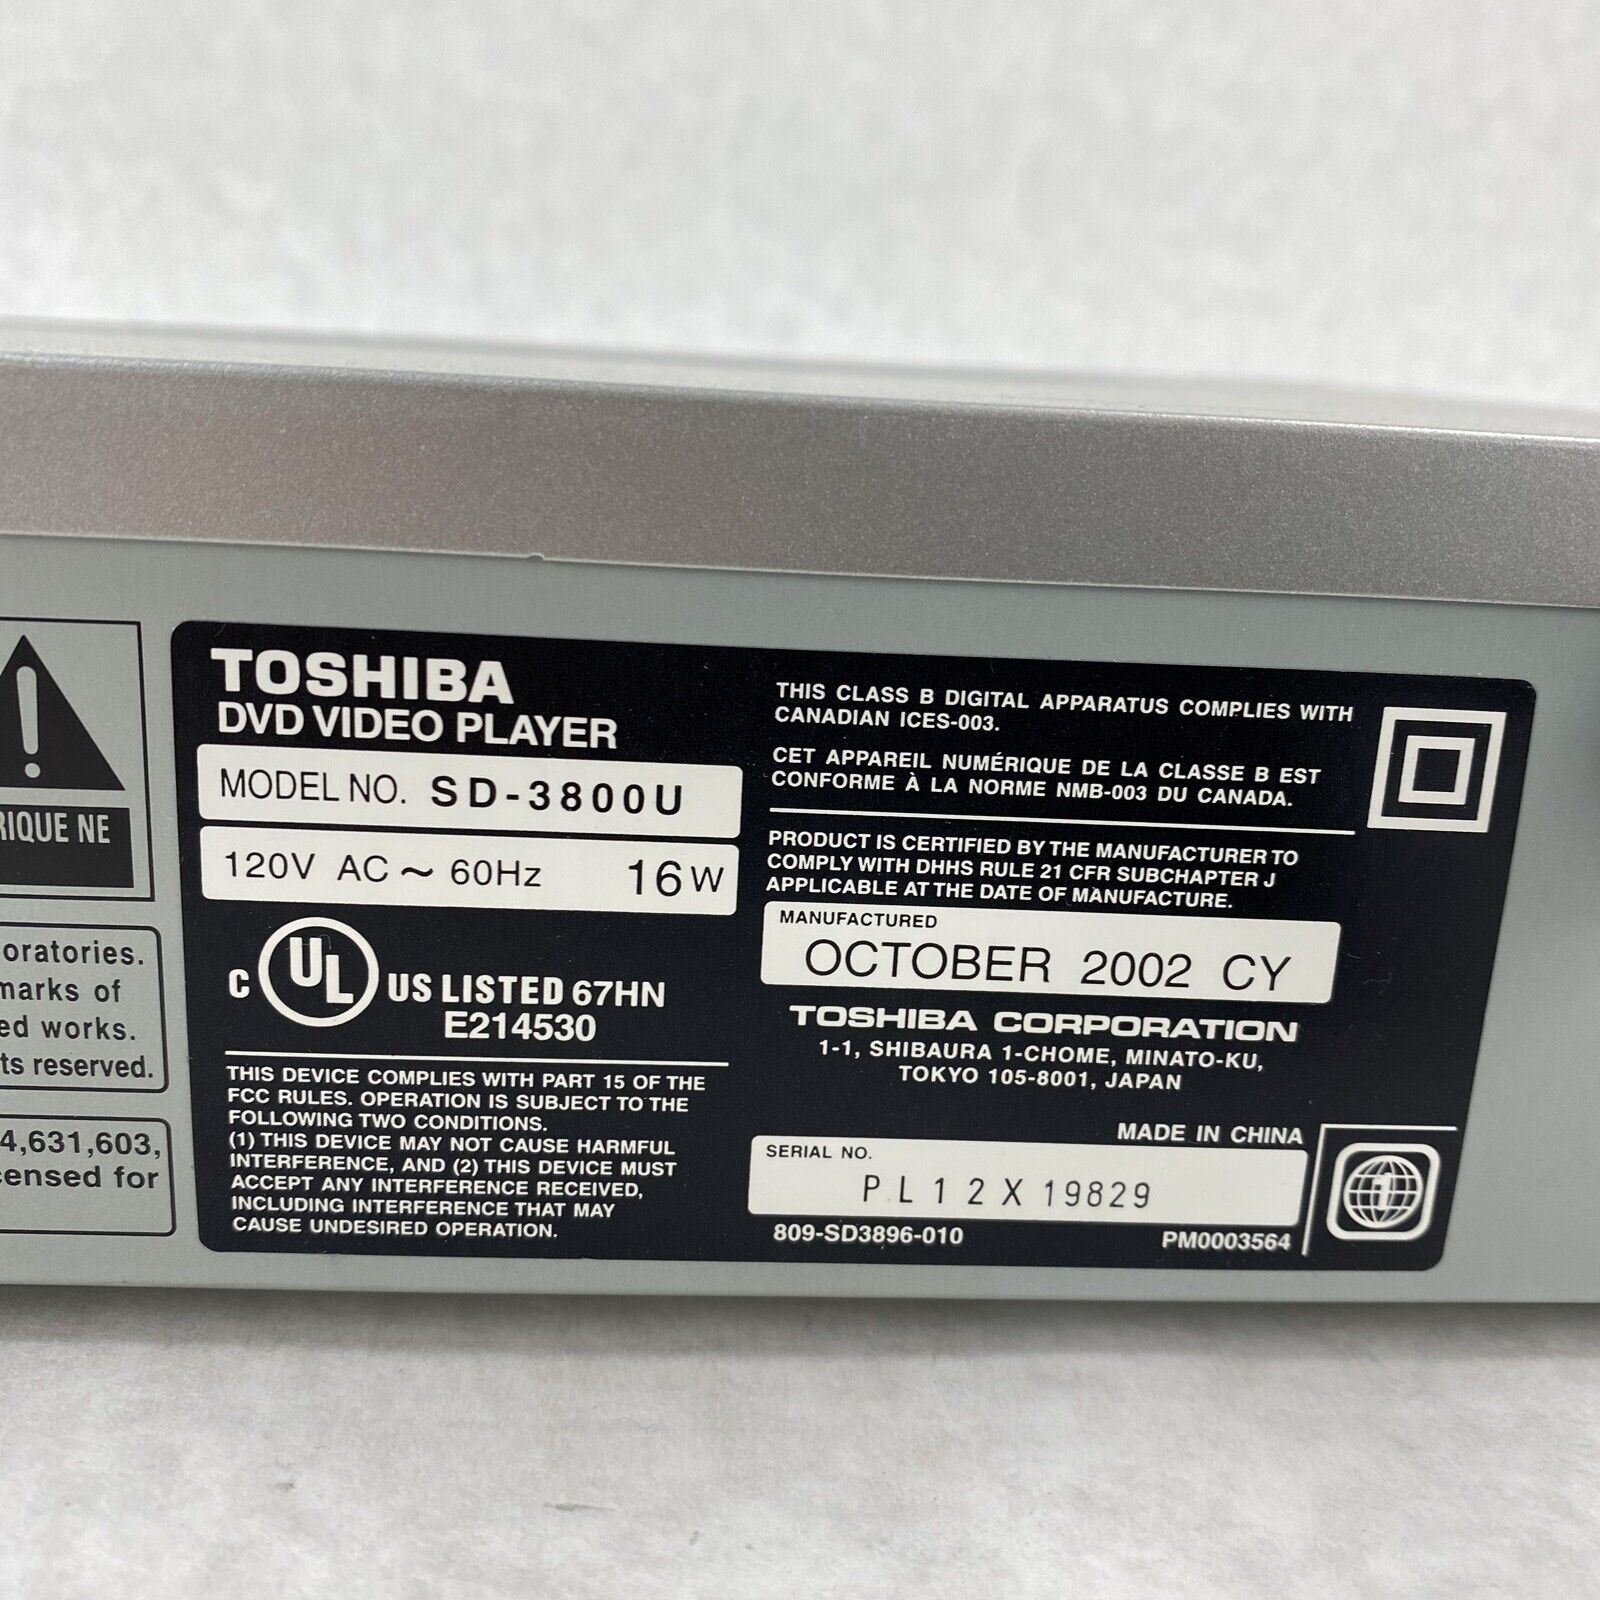 RIQUE NE
oratories.
marks of
ed works.
ts reserved.
4,631,603,
censed for
TOSHIBA
DVD VIDEO PLAYER
MODEL NO. SD-3800U
120V AC ~ 60Hz 16W
C UL US LISTED 67HN
E214530
THIS DEVICE COMPLIES WITH PART 15 OF THE
FCC RULES. OPERATION IS SUBJECT TO THE
FOLLOWING TWO CONDITIONS.
(1) THIS DEVICE MAY NOT CAUSE HARMFUL
INTERFERENCE, AND (2) THIS DEVICE MUST
ACCEPT ANY INTERFERENCE RECEIVED,
INCLUDING INTERFERENCE THAT MAY
CAUSE UNDESIRED OPERATION.
THIS CLASS B DIGITAL APPARATUS COMPLIES WITH
CANADIAN ICES-003.
CET APPAREIL NUMÉRIQUE DE LA CLASSE B EST
CONFORME À LA NORME NMB-003 DU CANADA.
PRODUCT IS CERTIFIED BY THE MANUFACTURER TO
COMPLY WITH DHHS RULE 21 CFR SUBCHAPTER J
APPLICABLE AT THE DATE OF MANUFACTURE.
MANUFACTURED
OCTOBER 2002 CY
TOSHIBA CORPORATION
1-1, SHIBAURA 1-CHOME, MINATO-KU,
TOKYO 105-8001, JAPAN
MADE IN CHINA
SERIAL NO.
PL12X19829
809-SD3896-010 PM0003564
1